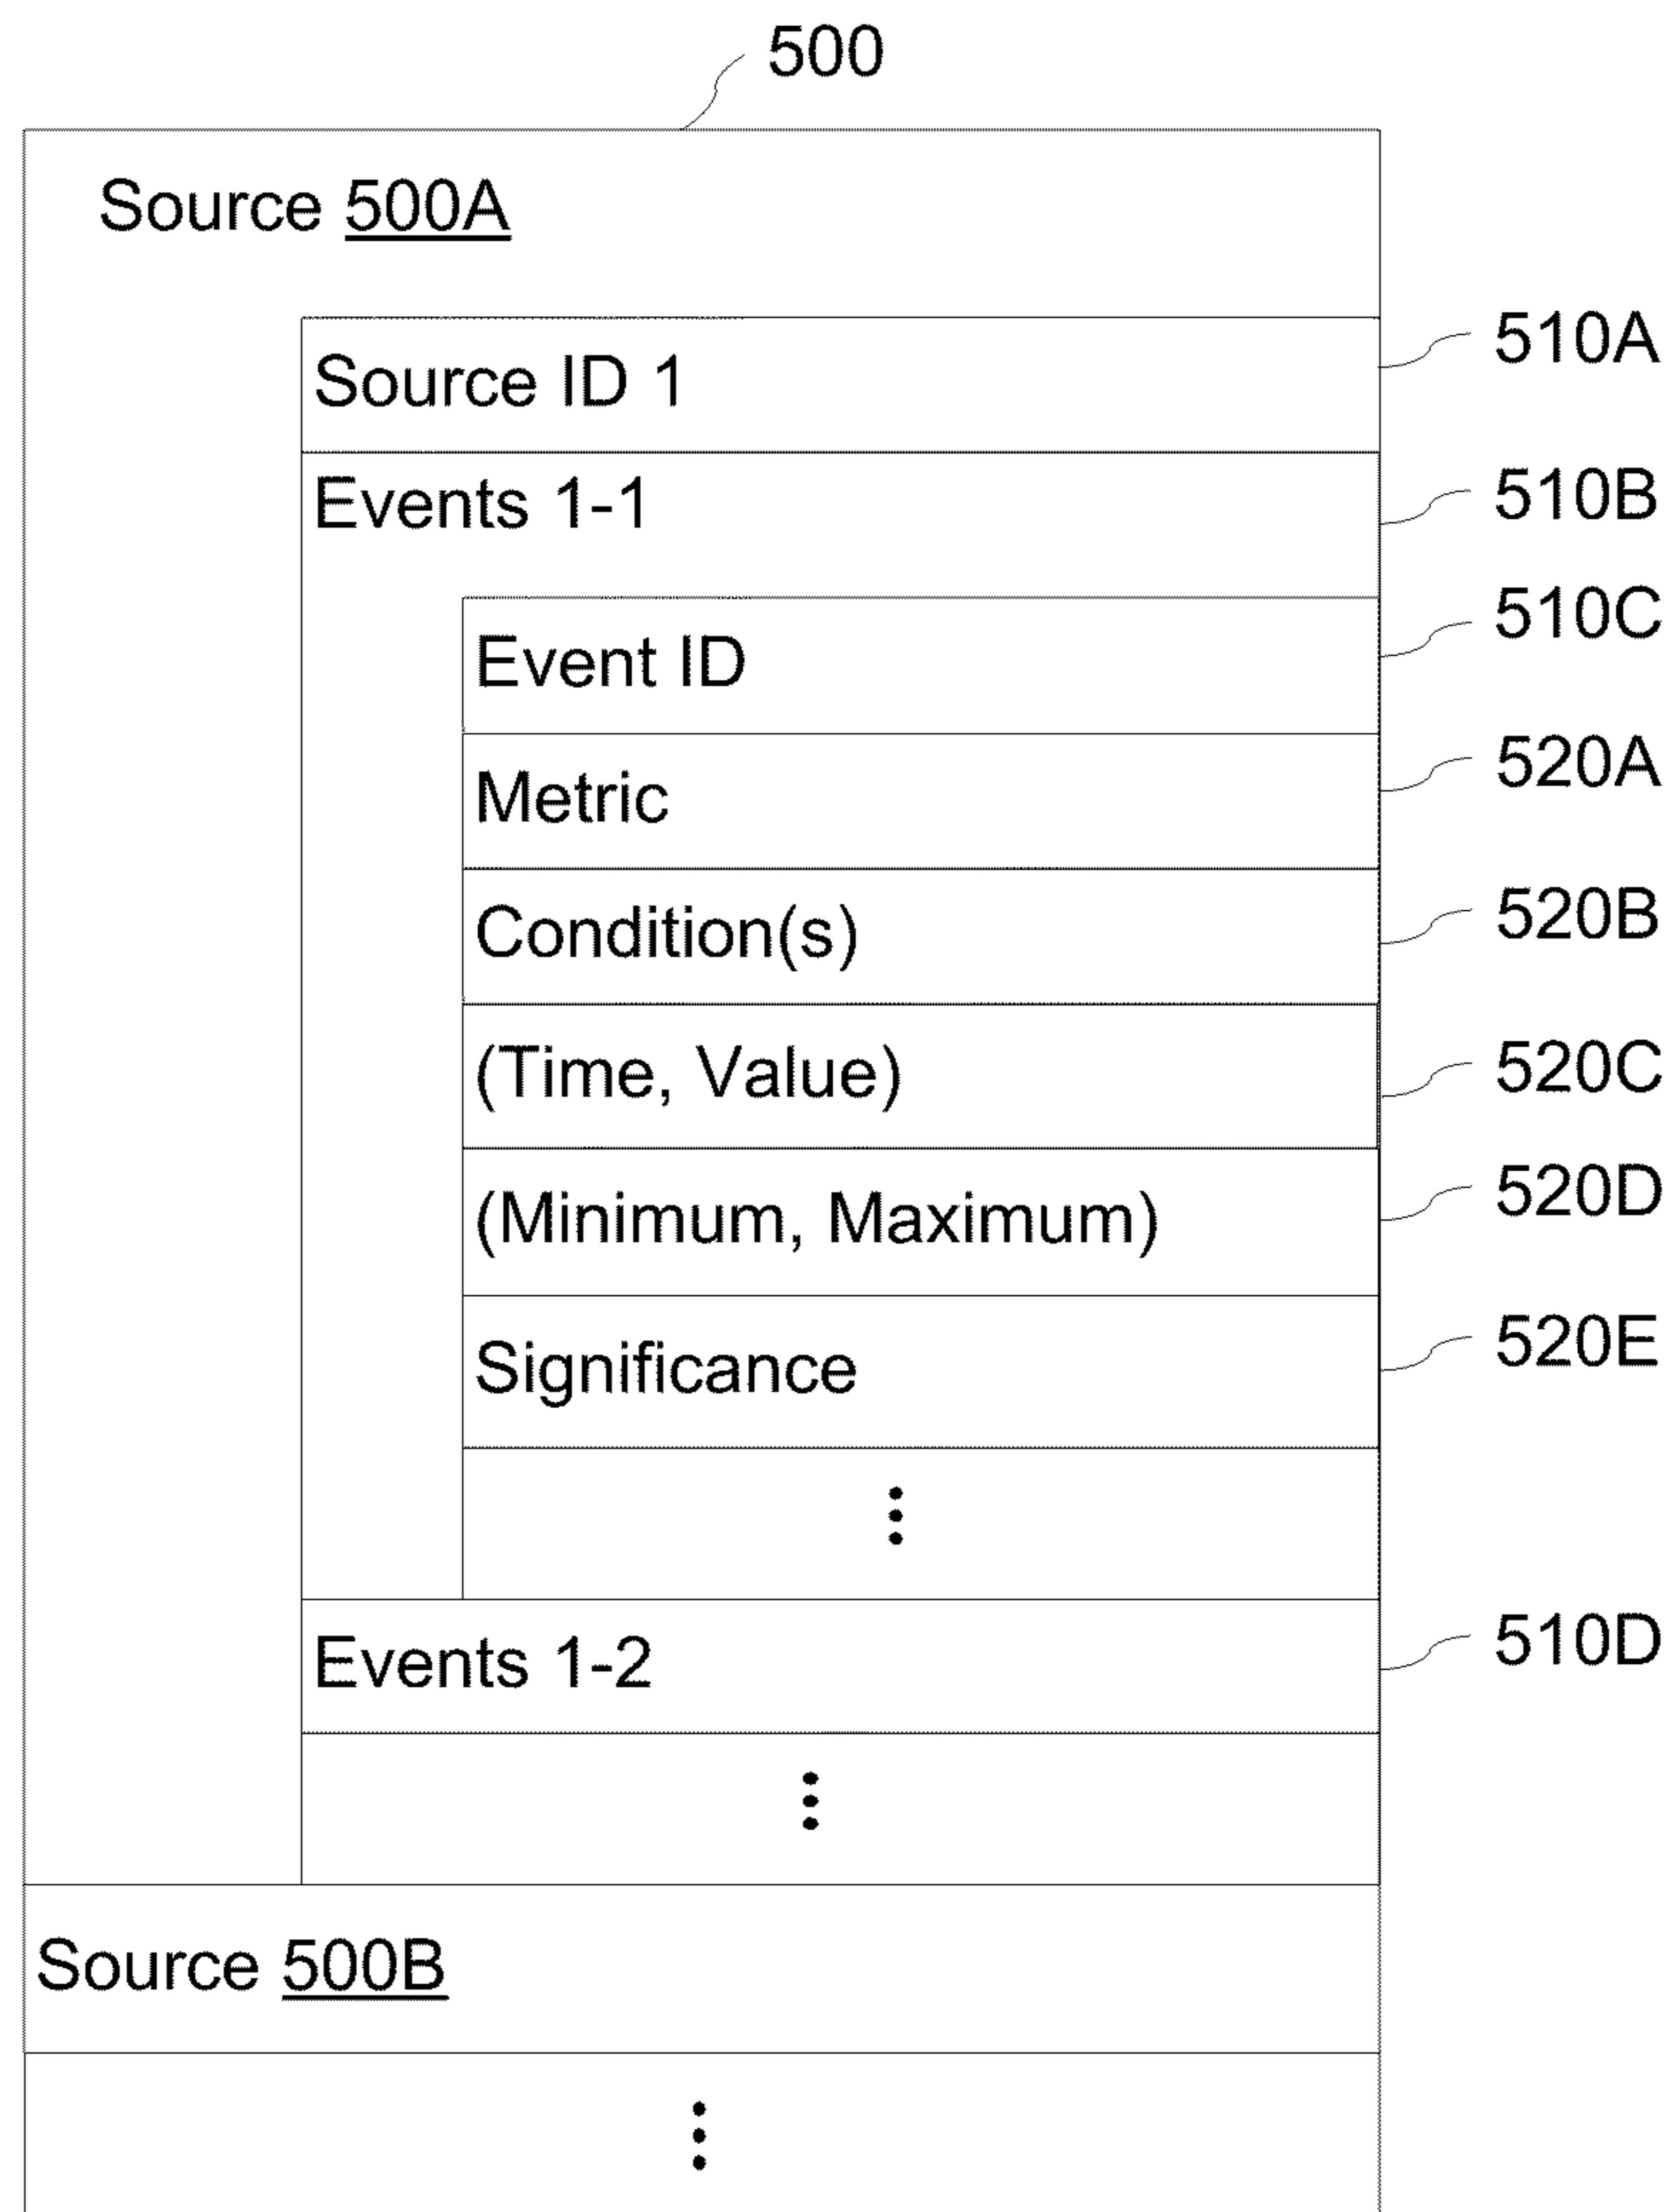 500
Source 500A
Source ID 1 510A
Events 1-1 510B
Event ID 510C
Metric 520A
Condition(s) 520B
(Time, Value) 520C
(Minimum, Maximum) 520D
Significance 520E
Events 1-2 510D
Source 500B